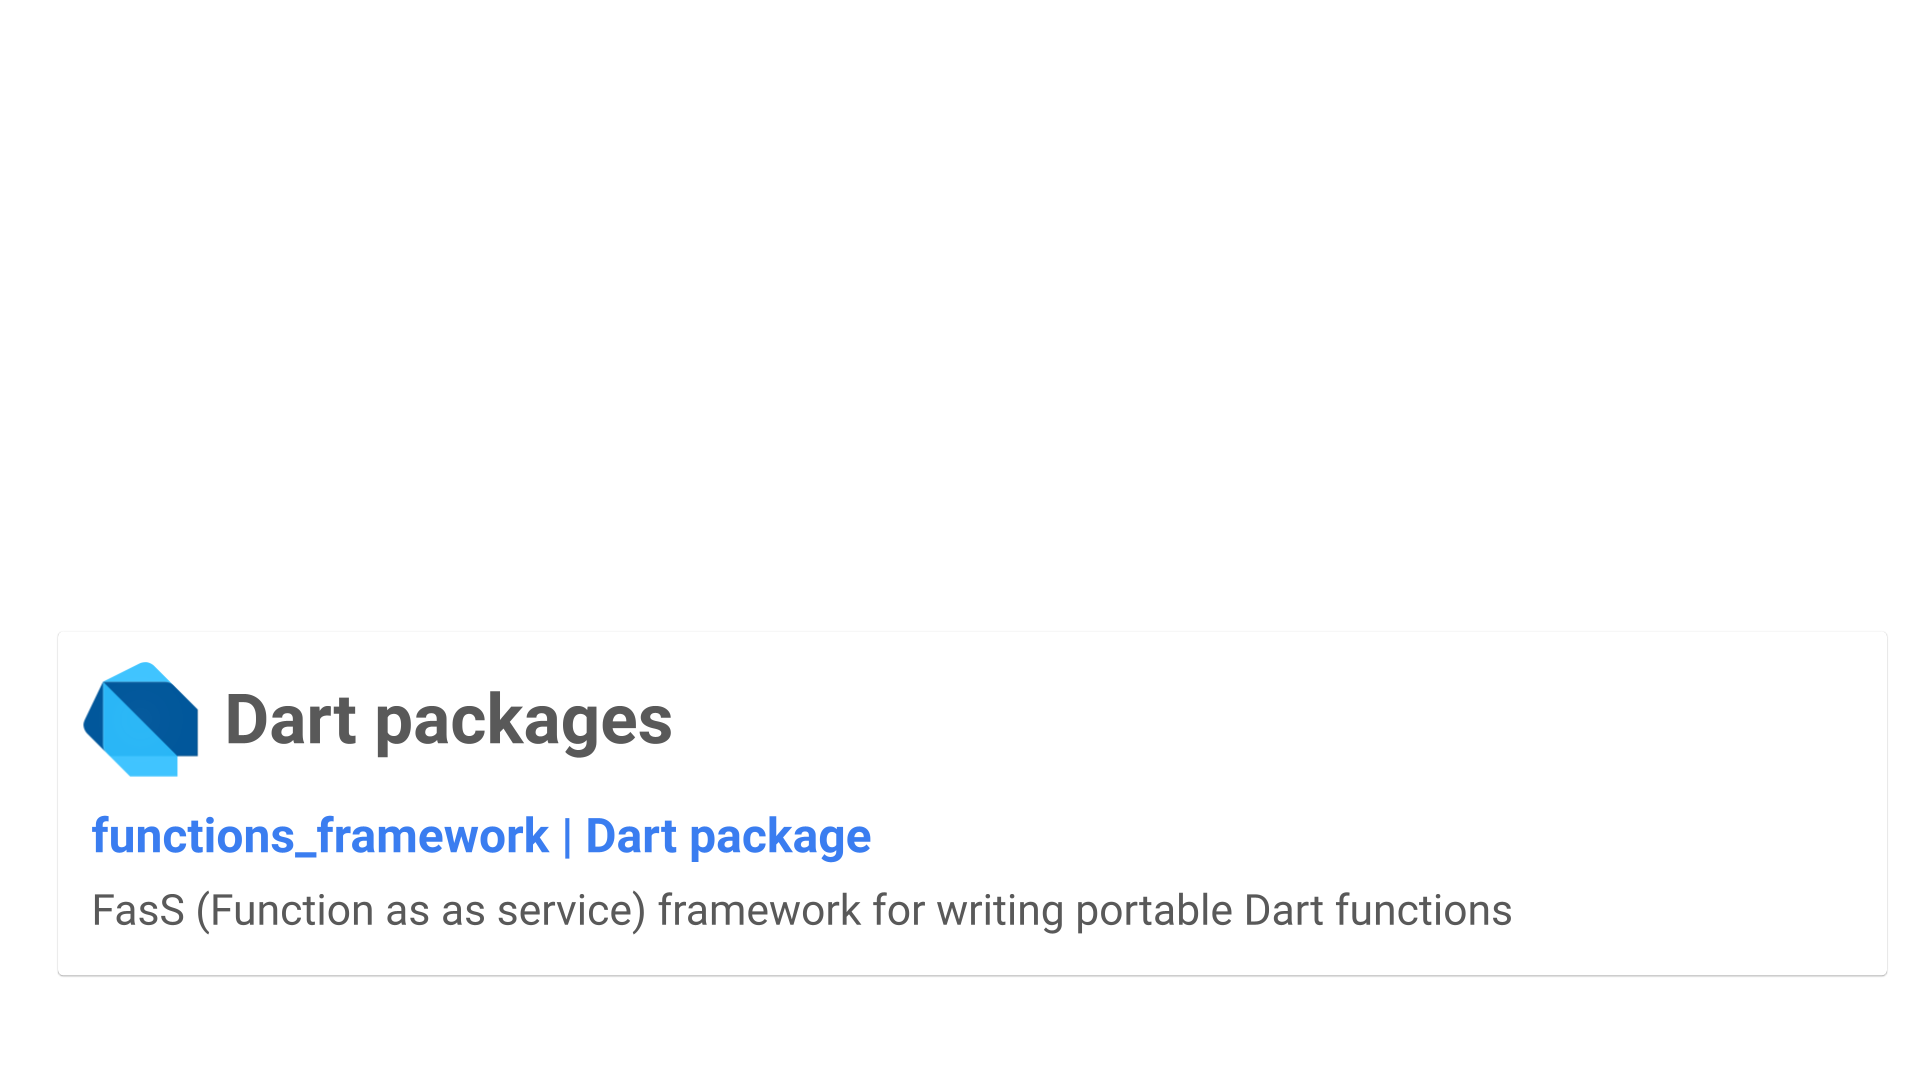 Dart packages
functions_framework | Dart package
FasS (Function as as service) framework for writing portable Dart functions